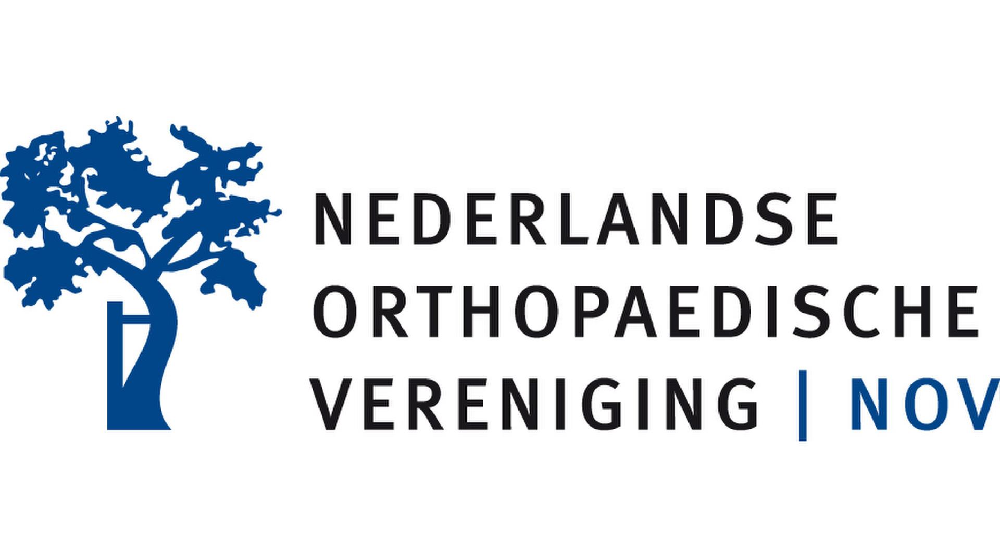 NEDERLANDSE
ORTHOPAEDISCHE
VERENIGING | NOV